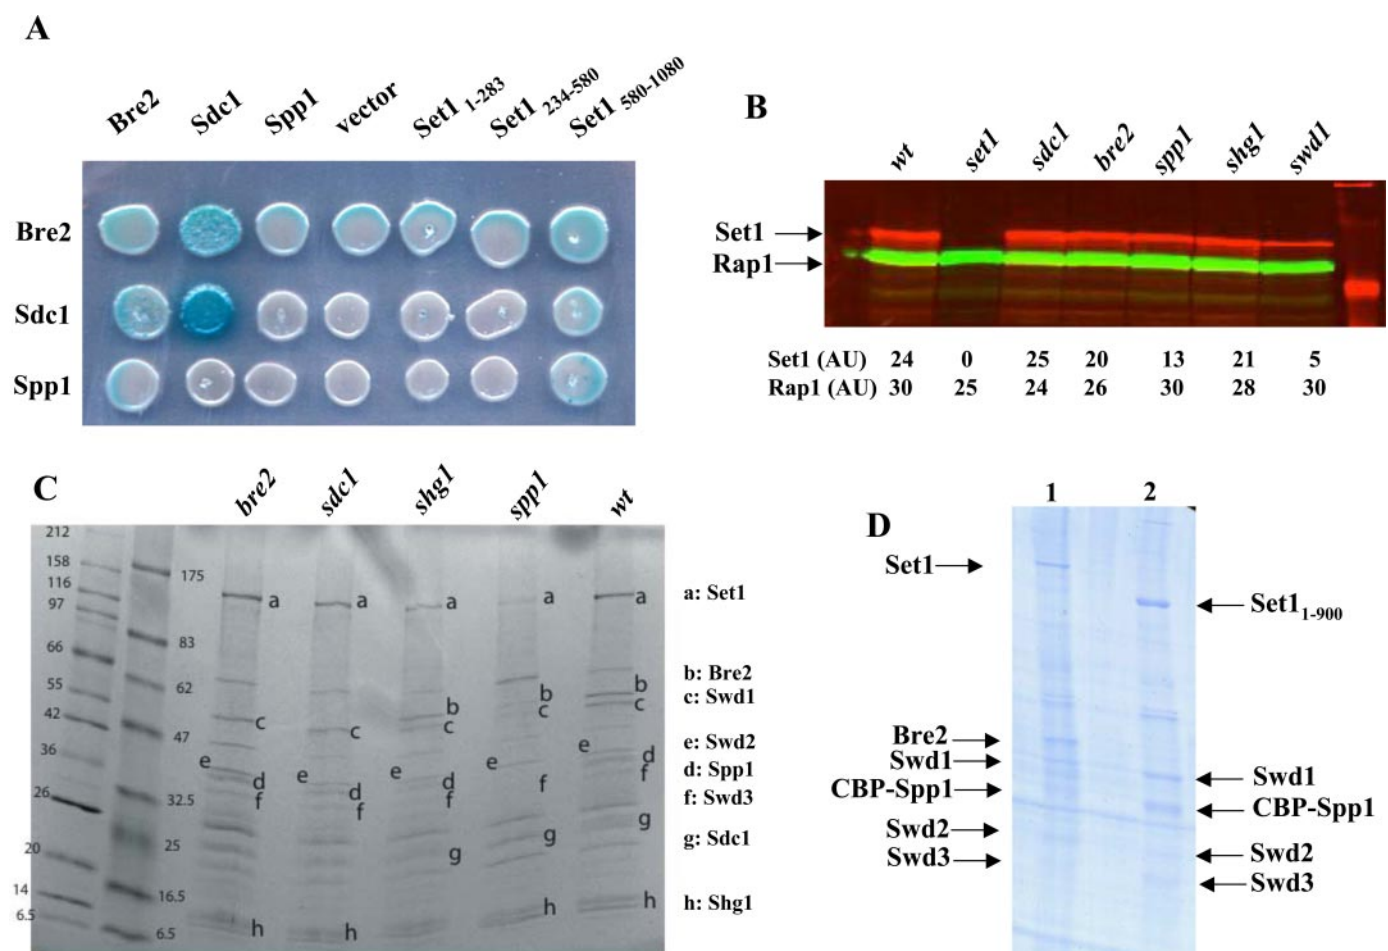 A
Bre2 Sdc1 Spp1 vector Set1 1-283 Set1 234-580 Set1 580-1080
Bre2
Sdc1
Spp1
B
wt set1 sdc1 bre2 spp1 shg1 swd1
Set1
Rap1
Set1 (AU) 24 0 25 20 13 21 5
Rap1 (AU) 30 25 24 26 30 28 30
C
bre2 sdc1 shg1 spp1 wt
212
158
116
97
66
55
42
36
26
20
14
6.5
175
83
62
47
32.5
25
16.5
6.5
a a a a a
b b b
c c c c c
e e e e e
d d d d
f f f f f
g g g
h h h h
a: Set1
b: Bre2
c: Swd1
e: Swd2
d: Spp1
f: Swd3
g: Sdc1
h: Shg1
D
1 2
Set1
Bre2
Swd1
CBP-Spp1
Swd2
Swd3
Set1 1-900
Swd1
CBP-Spp1
Swd2
Swd3